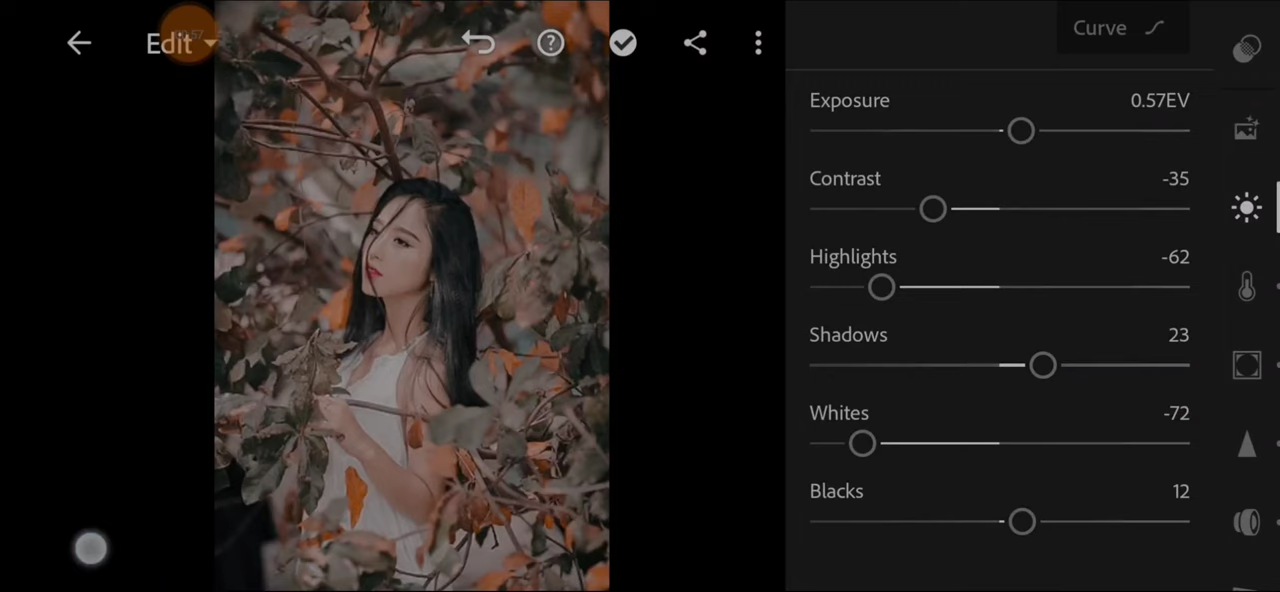 Edit
Curve
Exposure 0.57EV
Contrast -35
Highlights -62
Shadows 23
Whites -72
Blacks 12